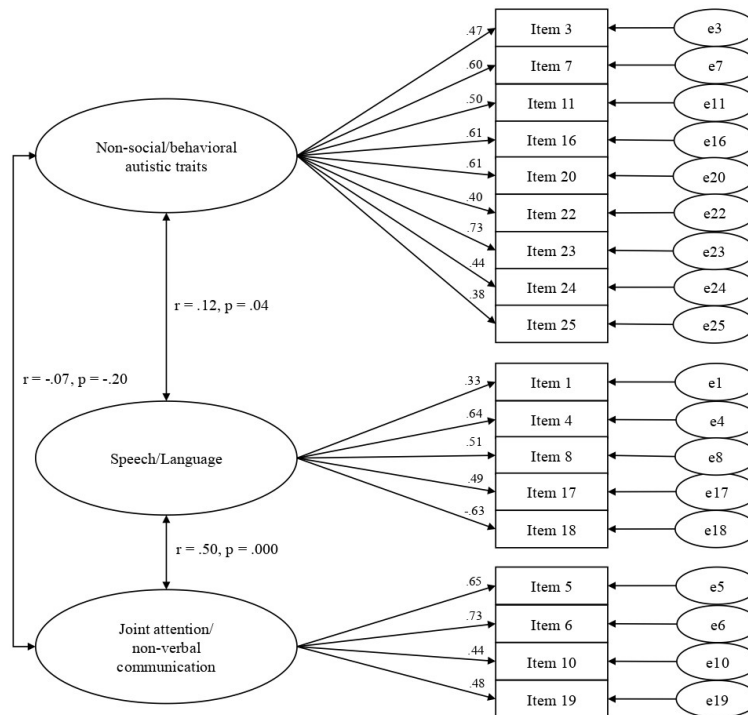 .47
Item 3
e3
.60
Item 7
e7
.50
Item 11
e11
Non-social/behavioral
autistic traits
.61
Item 16
e16
.61
Item 20
e20
.40
Item 22
e22
.73
Item 23
e23
.44
Item 24
e24
.38
Item 25
e25
r = .12, p = .04
r = -.07, p = -.20
.33
Item 1
e1
.64
Item 4
e4
Speech/Language
.51
Item 8
e8
.49
Item 17
e17
-.63
Item 18
e18
r = .50, p = .000
.65
Item 5
e5
.73
Item 6
e6
Joint attention/
non-verbal
communication
.44
Item 10
e10
.48
Item 19
e19